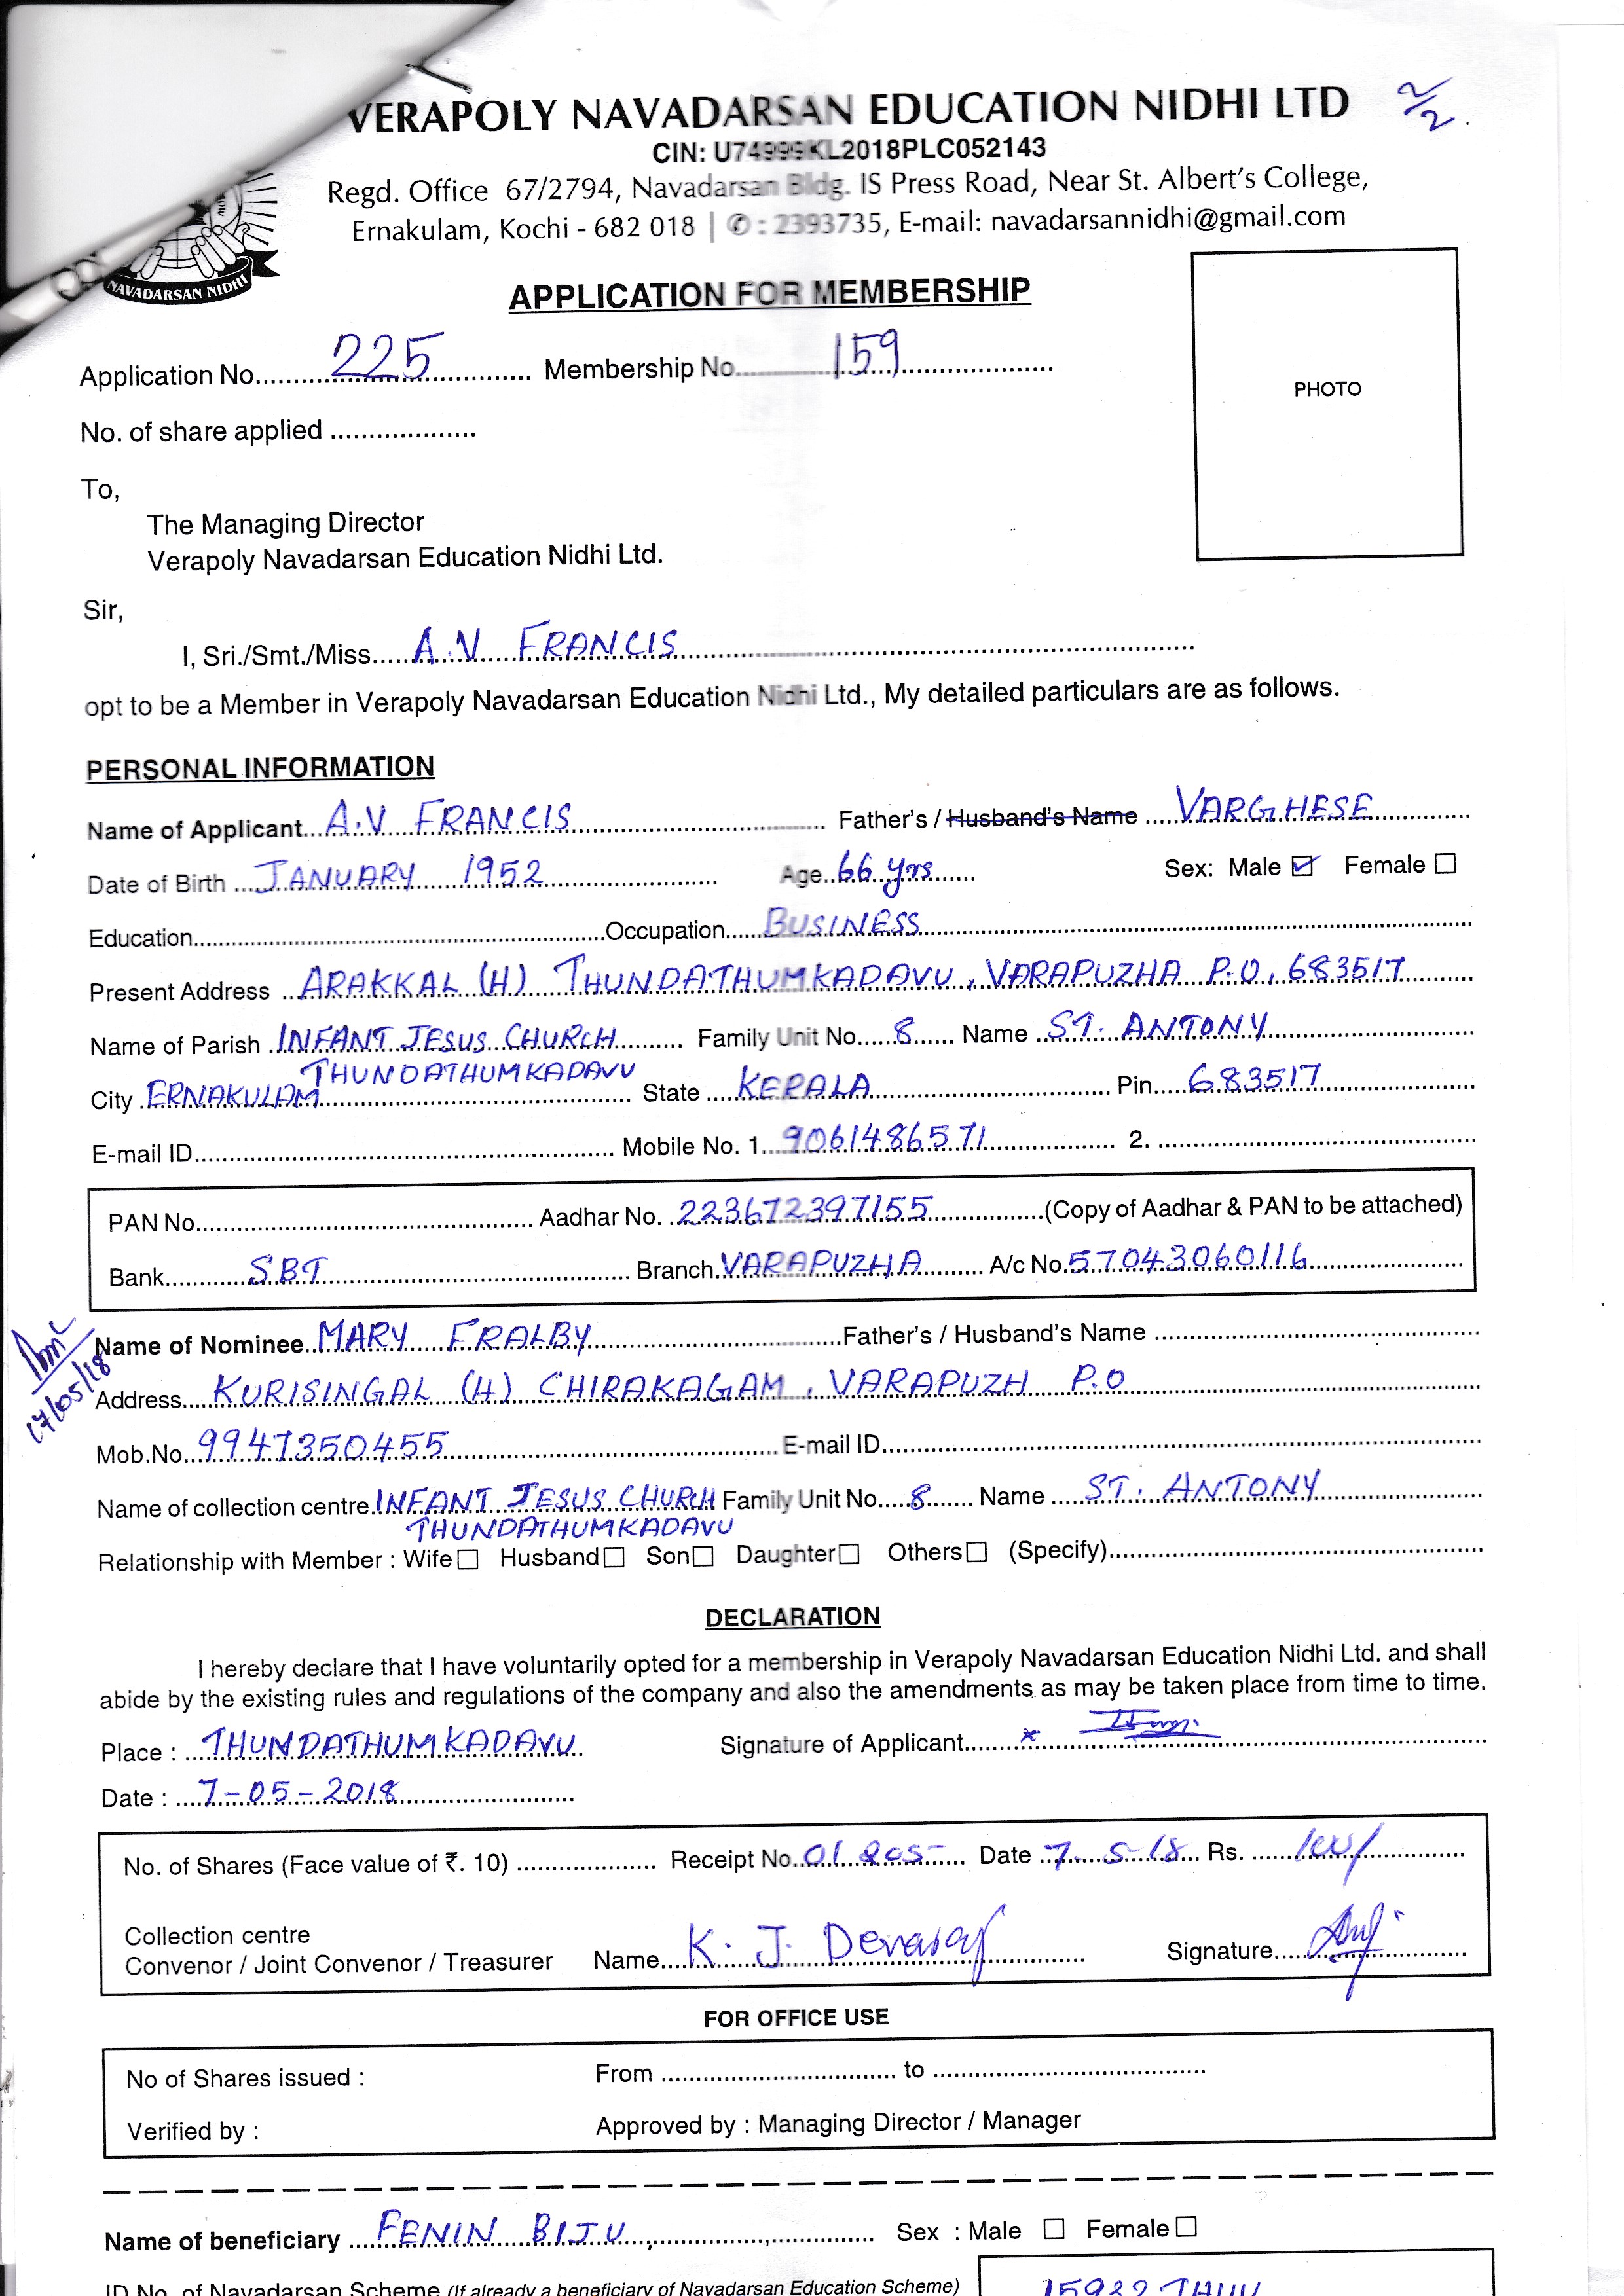 VERAPOLY NAVADARSAN EDUCATION NIDHI LTD 2/2
CIN: U74999KL2018PLC052143
Regd. Office 67/2794, Navadarsan Bldg. IS Press Road, Near St. Albert's College,
Ernakulam, Kochi - 682 018 | ✆: 2393735, E-mail: navadarsannidhi@gmail.com
NAVADARSAN NIDHI
APPLICATION FOR MEMBERSHIP
PHOTO
Application No. 225 Membership No. 159
No. of share applied
To,
The Managing Director
Verapoly Navadarsan Education Nidhi Ltd.
Sir,
I, Sri./Smt./Miss. A.V FRANCIS
opt to be a Member in Verapoly Navadarsan Education Nidhi Ltd., My detailed particulars are as follows.
PERSONAL INFORMATION
Name of Applicant A.V FRANCIS Father's / Husband's Name VARGHESE
Date of Birth JANUARY 1952 Age 66 yrs Sex: Male ☑ Female ☐
Education Occupation BUSINESS
Present Address ARAKKAL (H) THUNDATHUMKADAVU, VARAPUZHA P.O, 683517
Name of Parish INFANT JESUS CHURCH Family Unit No. 8 Name ST. ANTONY
THUNDATHUMKADAVU
City ERNAKULAM State KERALA Pin 683517
E-mail ID Mobile No. 1. 9061486571 2.
PAN No. Aadhar No. 223672397155 (Copy of Aadhar & PAN to be attached)
Bank SBT Branch VARAPUZHA A/c No. 57043060116
Name of Nominee MARY FRALBY Father's / Husband's Name
17/05/18
Address KURISINGAL (H) CHIRAKAGAM, VARAPUZH P.O
Mob.No. 9947350455 E-mail ID
Name of collection centre INFANT JESUS CHURCH Family Unit No. 8 Name ST. ANTONY
THUNDATHUMKADAVU
Relationship with Member : Wife ☐ Husband ☐ Son ☐ Daughter ☐ Others ☐ (Specify)
DECLARATION
I hereby declare that I have voluntarily opted for a membership in Verapoly Navadarsan Education Nidhi Ltd. and shall
abide by the existing rules and regulations of the company and also the amendments as may be taken place from time to time.
Place : THUNDATHUMKADAVU Signature of Applicant
Date : 7-05-2018
No. of Shares (Face value of ₹. 10) Receipt No. Date 7-5-18 Rs.
Collection centre
Convenor / Joint Convenor / Treasurer Name K. J. Devasy Signature
FOR OFFICE USE
No of Shares issued : From to
Verified by : Approved by : Managing Director / Manager
Name of beneficiary FENIN BIJU Sex : Male ☐ Female ☐
ID No. of Navadarsan Scheme (If already a beneficiary of Navadarsan Education Scheme)